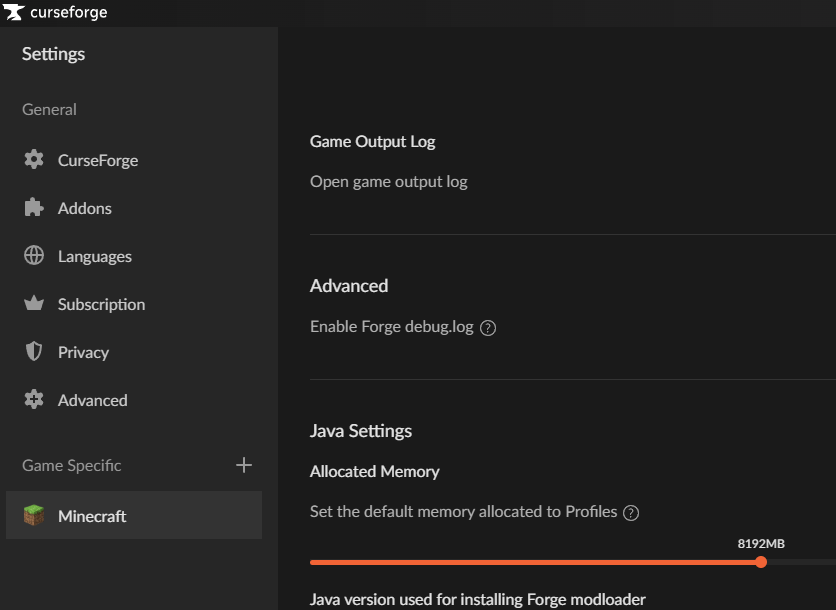 curseforge
Settings
General
CurseForge
Addons
Languages
Subscription
Privacy
Advanced
Game Specific
Minecraft
Game Output Log
Open game output log
Advanced
Enable Forge debug.log ?
Java Settings
Allocated Memory
Set the default memory allocated to Profiles ?
8192MB
Java version used for installing Forge modloader